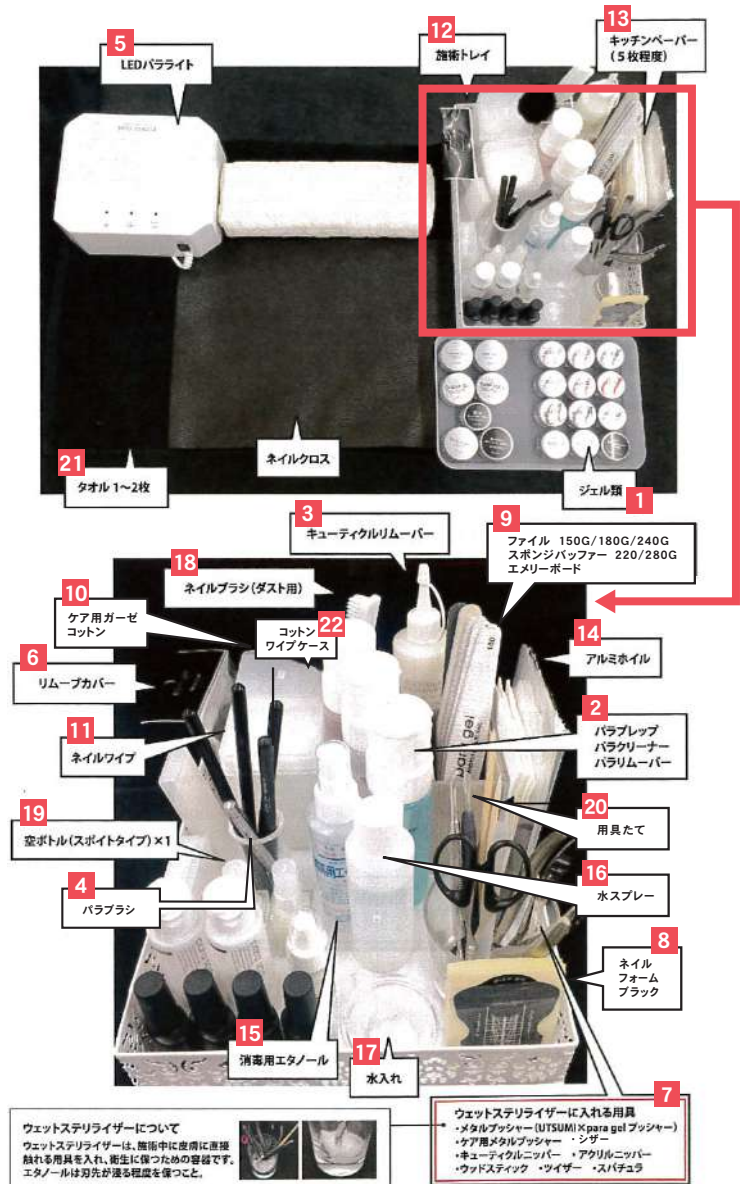 5
LEDパラライト
12
施術トレイ
13
キッチンペーパー
(5枚程度)
21
タオル 1〜2枚
ネイルクロス
ジェル類
1
3
キューティクルリムーバー
9
ファイル 150G/180G/240G
スポンジバッファー 220/280G
エメリーボード
18
ネイルブラシ(ダスト用)
10
ケア用ガーゼ
コットン
22
コットン
ワイプケース
14
アルミホイル
6
リムーブカバー
2
パラプレップ
パラクリーナー
パラリムーバー
11
ネイルワイプ
20
用具たて
19
空ボトル(スポイトタイプ)×1
16
水スプレー
4
パラブラシ
8
ネイル
フォーム
ブラック
15
消毒用エタノール
17
水入れ
para gel
7
ウェットステリライザーについて
ウェットステリライザーは、施術中に皮膚に直接
触れる用具を入れ、衛生に保つための容器です。
エタノールは刃先が浸る程度を保つこと。
ウェットステリライザーに入れる用具
・メタルプッシャー(UTSUMI×para gel プッシャー)
・ケア用メタルプッシャー ・シザー
・キューティクルニッパー ・アクリルニッパー
・ウッドスティック ・ツイザー ・スパチュラ